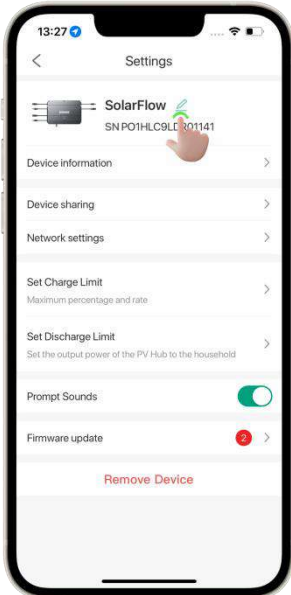 13:27
Settings
SolarFlow
SN PO1HLC9LDR01141
Device information
Device sharing
Network settings
Set Charge Limit
Maximum percentage and rate
Set Discharge Limit
Set the output power of the PV Hub to the household
Prompt Sounds
Firmware update
2
Remove Device